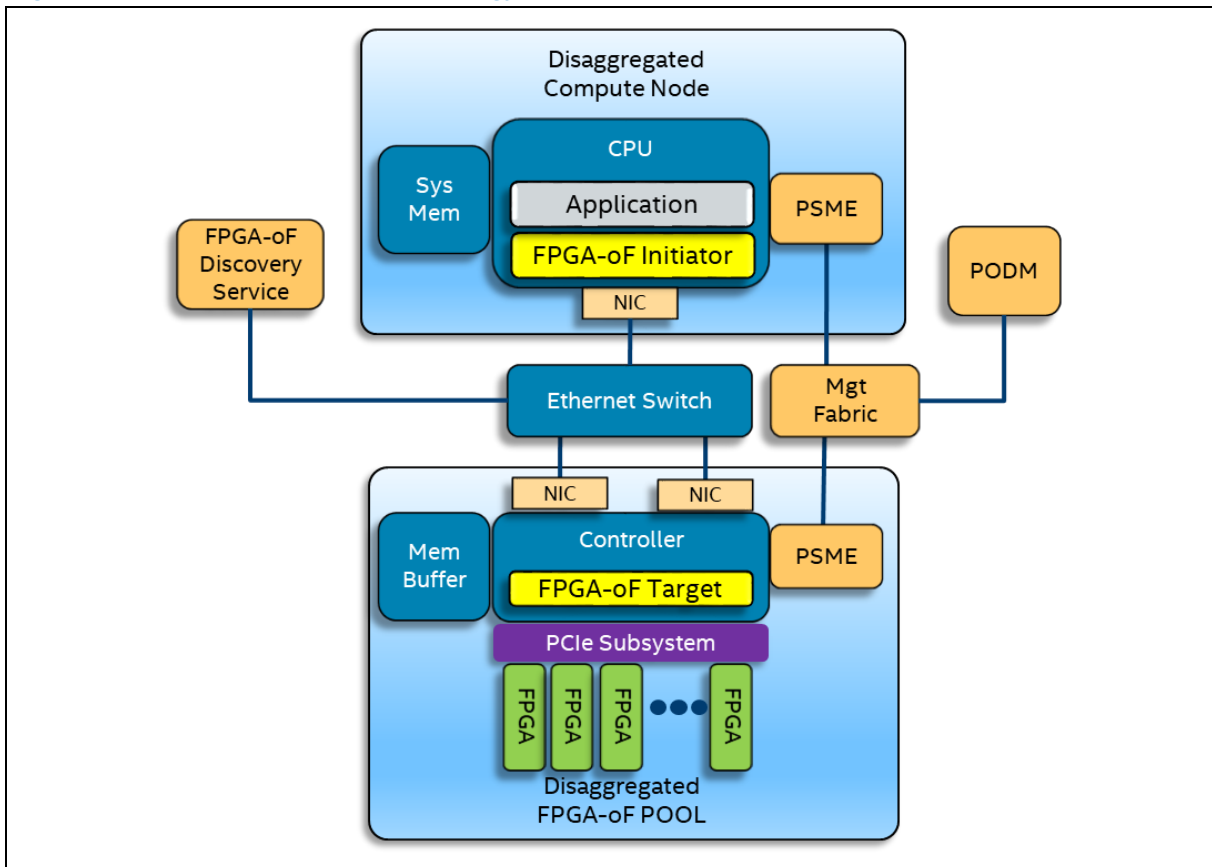 Disaggregated
Compute Node
CPU
Sys
Mem
Application
PSME
FPGA-oF Initiator
FPGA-oF
Discovery
Service
PODM
NIC
Ethernet Switch
Mgt
Fabric
NIC
NIC
Mem
Buffer
Controller
PSME
FPGA-oF Target
PCIe Subsystem
FPGA
FPGA
FPGA
FPGA
Disaggregated
FPGA-oF POOL